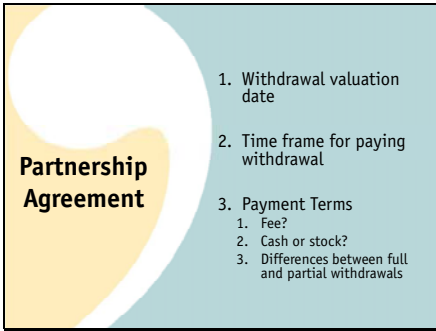 Partnership
Agreement
1. Withdrawal valuation
date
2. Time frame for paying
withdrawal
3. Payment Terms
1. Fee?
2. Cash or stock?
3. Differences between full
and partial withdrawals